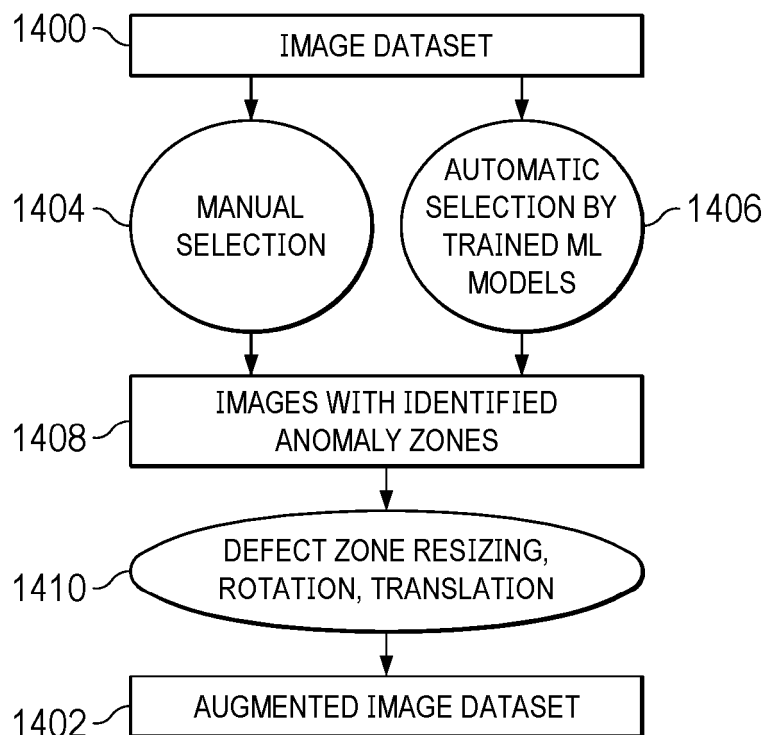 1400
IMAGE DATASET
1404
MANUAL
SELECTION
AUTOMATIC
SELECTION BY
TRAINED ML
MODELS
1406
1408
IMAGES WITH IDENTIFIED
ANOMALY ZONES
1410
DEFECT ZONE RESIZING,
ROTATION, TRANSLATION
1402
AUGMENTED IMAGE DATASET